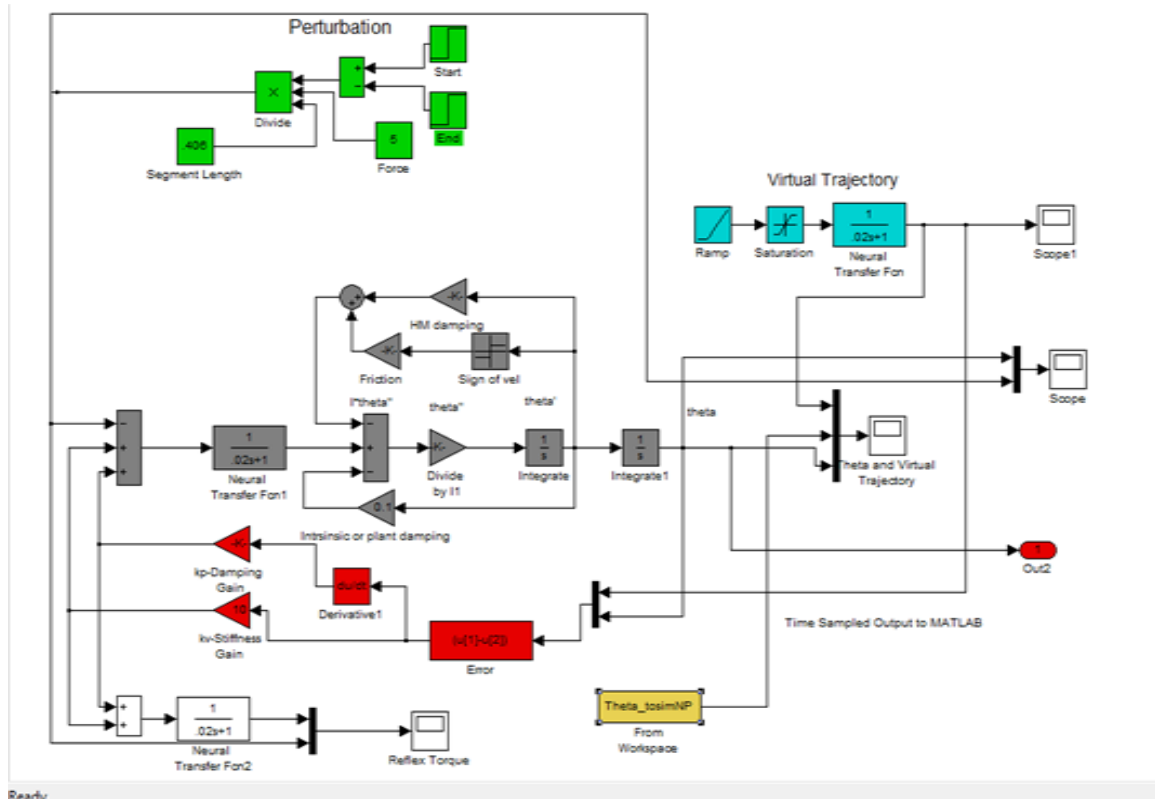 Perturbation
+
−
Start
×
Divide
End
.406
Segment Length
6
Force
Virtual Trajectory
Ramp
Saturation
1
.02s+1
Neural
Transfer Fcn
Scope1
+
+
-K-
HM damping
-K-
Friction
Sign of vel
Scope
I*theta''
theta''
theta'
theta
−
+
+
1
.02s+1
Neural
Transfer Fcn1
−
+
−
-K-
Divide
by I1
1
s
Integrate
1
s
Integrate1
Theta and Virtual
Trajectory
0.1
Intrsinsic or plant damping
-K-
kp-Damping
Gain
du/dt
Derivative1
1
Out2
10
kv-Stiffness
Gain
(u[1]-u[2])
Error
Time Sampled Output to MATLAB
+
+
1
.02s+1
Neural
Transfer Fcn2
Reflex Torque
Theta_tosimNP
From
Workspace
Ready